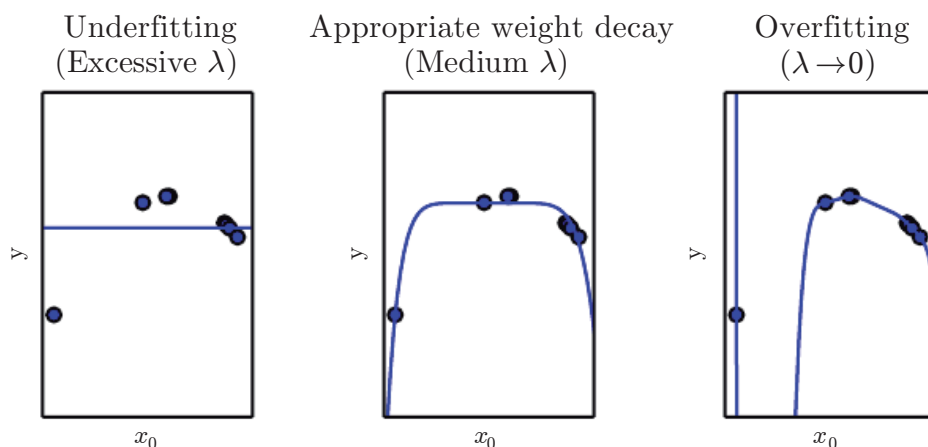 Underfitting
(Excessive λ)
Appropriate weight decay
(Medium λ)
Overfitting
(λ→0)
y
y
y
x₀
x₀
x₀